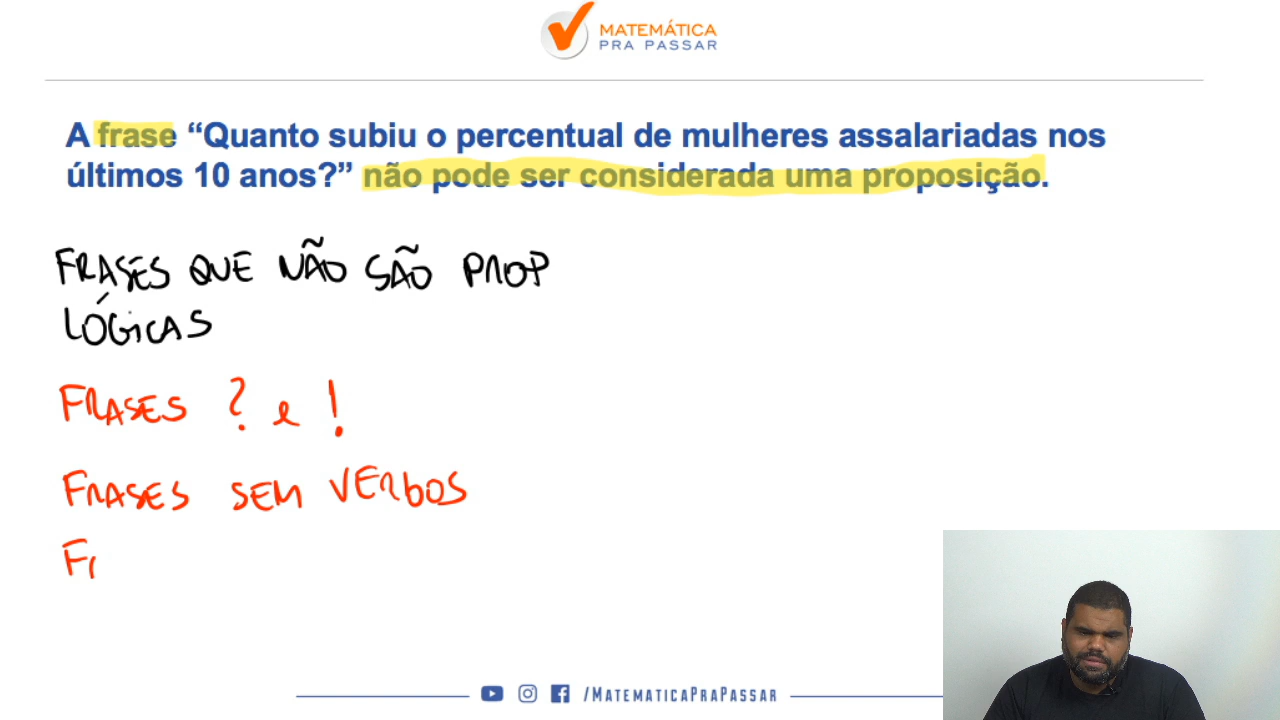 MATEMÁTICA
PRA PASSAR
A frase “Quanto subiu o percentual de mulheres assalariadas nos
últimos 10 anos?” não pode ser considerada uma proposição.
FRASES QUE NÃO SÃO PROP
LÓGICAS
FRASES ? e !
FRASES SEM VERBOS
FR
/MATEMATICAPRAPASSAR